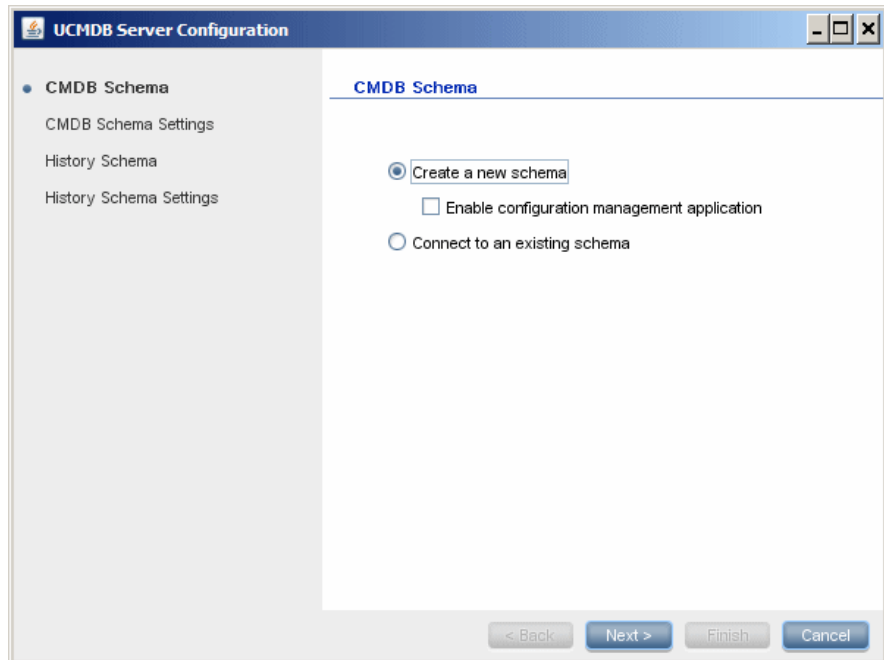 UCMDB Server Configuration
CMDB Schema
CMDB Schema Settings
History Schema
History Schema Settings
CMDB Schema
Create a new schema
Enable configuration management application
Connect to an existing schema
< Back
Next >
Finish
Cancel